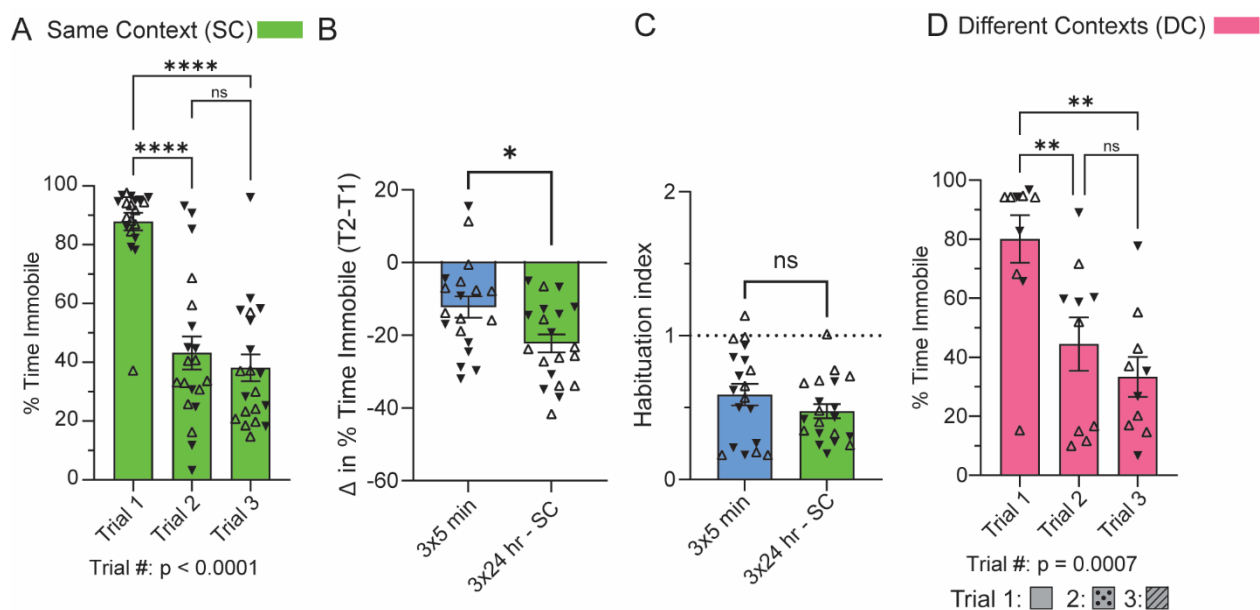 A Same Context (SC)
****
ns
****
% Time Immobile
100
80
60
40
20
0
Trial 1
Trial 2
Trial 3
Trial #: p < 0.0001
B
*
Δ in % Time Immobile (T2-T1)
20
0
-20
-40
-60
3x5 min
3x24 hr - SC
C
ns
Habituation index
2
1
0
3x5 min
3x24 hr - SC
D Different Contexts (DC)
**
**
ns
% Time Immobile
100
80
60
40
20
0
Trial 1
Trial 2
Trial 3
Trial #: p = 0.0007
Trial 1: 2: 3: